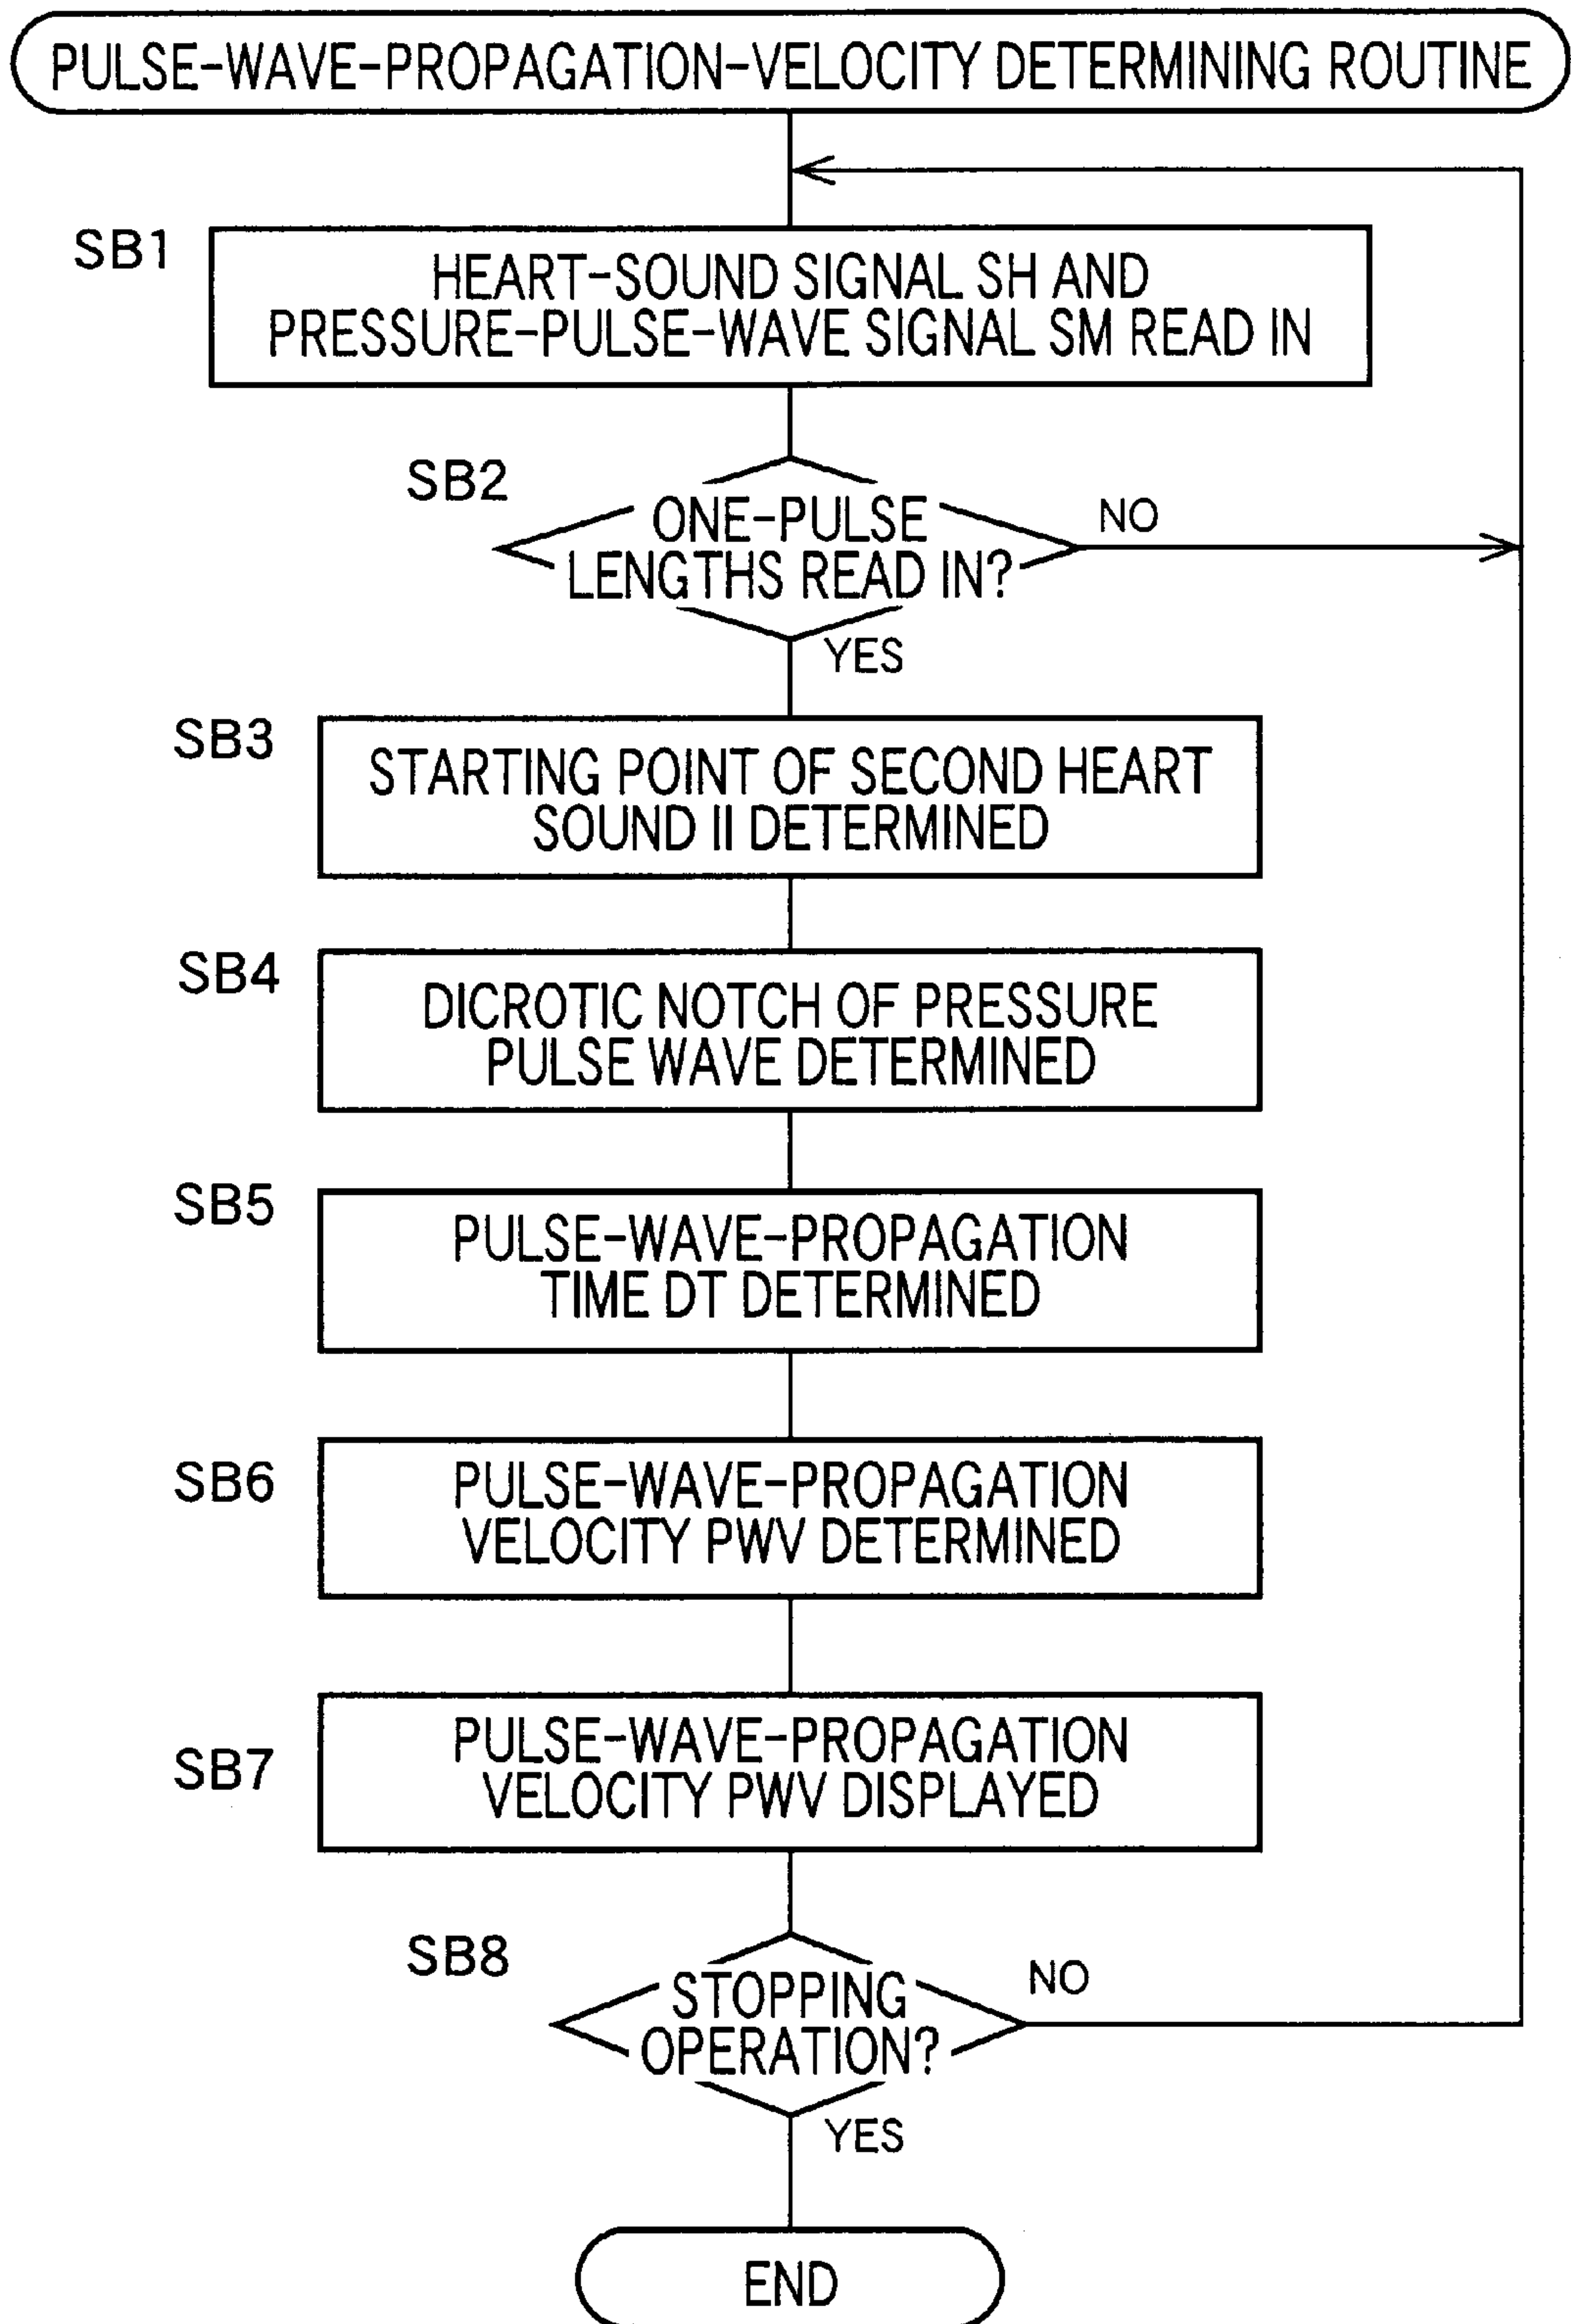 PULSE-WAVE-PROPAGATION-VELOCITY DETERMINING ROUTINE
SB1
HEART-SOUND SIGNAL SH AND
PRESSURE-PULSE-WAVE SIGNAL SM READ IN
SB2
ONE-PULSE
LENGTHS READ IN?
NO
YES
SB3
STARTING POINT OF SECOND HEART
SOUND II DETERMINED
SB4
DICROTIC NOTCH OF PRESSURE
PULSE WAVE DETERMINED
SB5
PULSE-WAVE-PROPAGATION
TIME DT DETERMINED
SB6
PULSE-WAVE-PROPAGATION
VELOCITY PWV DETERMINED
SB7
PULSE-WAVE-PROPAGATION
VELOCITY PWV DISPLAYED
SB8
STOPPING
OPERATION?
NO
YES
END